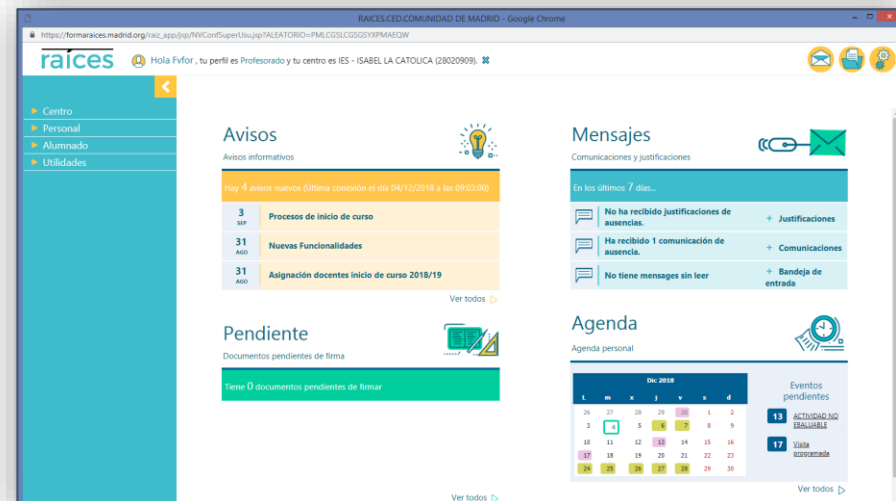 RAICES.CED.COMUNIDAD DE MADRID - Google Chrome
https://formaraices.madrid.org/raiz_app/jsp/NVConfSuperUsu.jsp?ALEATORIO=PMLCGSLCGSGSYXPMAEQW
raíces
Hola Fvfor , tu perfil es Profesorado y tu centro es IES - ISABEL LA CATOLICA (28020909).
Centro
Personal
Alumnado
Utilidades
Avisos
Avisos informativos
Hay 4 avisos nuevos (Última conexión el día 04/12/2018 a las 09:03:00)
3 SEP Procesos de inicio de curso
31 AGO Nuevas Funcionalidades
31 AGO Asignación docentes inicio de curso 2018/19
Ver todos
Mensajes
Comunicaciones y justificaciones
En los últimos 7 días...
No ha recibido justificaciones de
ausencias.
+ Justificaciones
Ha recibido 1 comunicación de
ausencia.
+ Comunicaciones
No tiene mensages sin leer
+ Bandeja de
entrada
Pendiente
Documentos pendientes de firma
Tiene 0 documentos pendientes de firmar
Ver todos
Agenda
Agenda personal
Dic 2018
L m x j v s d
26 27 28 29 30 1 2
3 4 5 6 7 8 9
10 11 12 13 14 15 16
17 18 19 20 21 22 23
24 25 26 27 28 29 30
Eventos
pendientes
13 ACTIVIDAD NO
EBALUABLE
17 Visita
programada
Ver todos